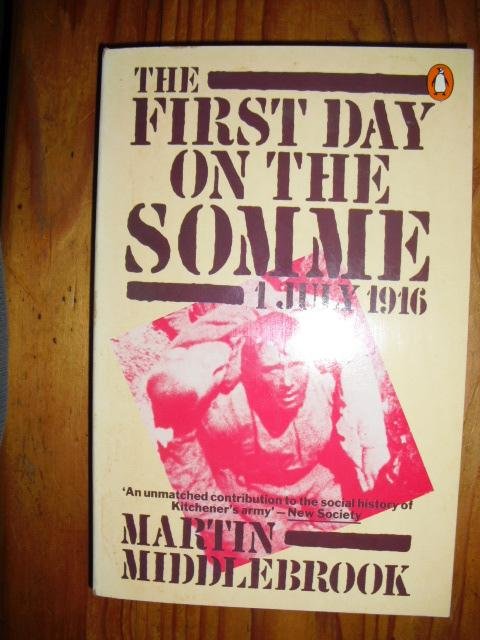 THE
FIRST DAY
ON THE
SOMME
1 JULY 1916
'An unmatched contribution to the social history of
Kitchener's army' – New Society
MARTIN
MIDDLEBROOK